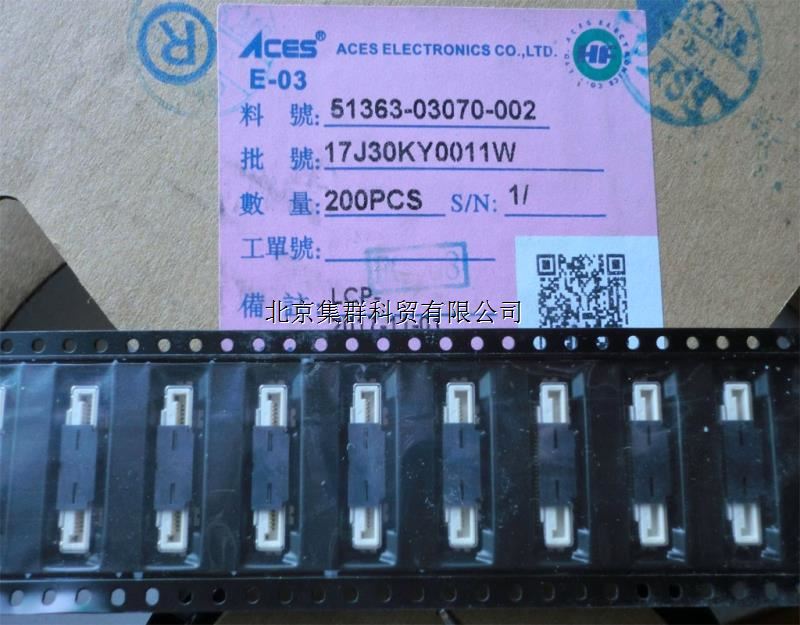 ACES® ACES ELECTRONICS CO.,LTD.
E-03
料 號: 51363-03070-002
批 號: 17J30KY0011W
數 量: 200PCS S/N: 1/
工單號:
備 註: LCP
北京集群科贸有限公司
HF
R